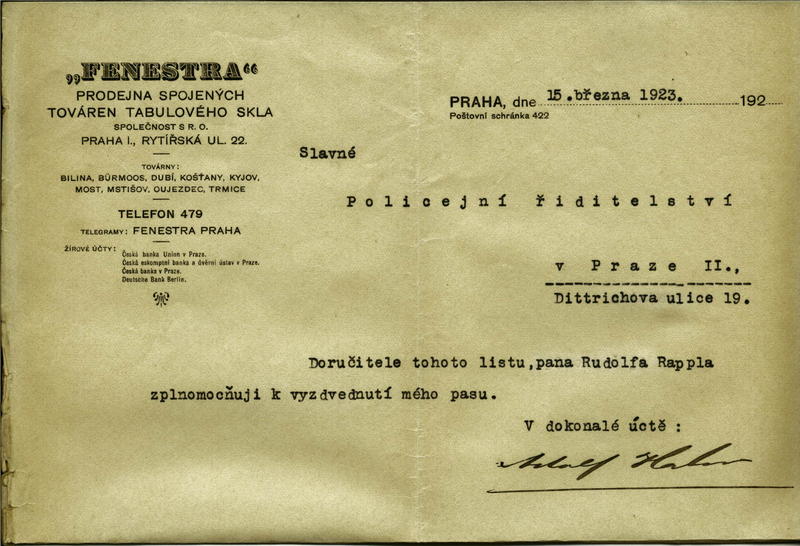 „FENESTRA“
PRODEJNA SPOJENÝCH
TOVÁREN TABULOVÉHO SKLA
SPOLEČNOST S R. O.
PRAHA I., RYTÍŘSKÁ UL. 22.
TOVÁRNY:
BILINA, BÜRMOOS, DUBÍ, KOŠŤANY, KYJOV,
MOST, MSTIŠOV, OUJEZDEC, TRMICE
TELEFON 479
TELEGRAMY: FENESTRA PRAHA
ŽÍROVÉ ÚČTY:
Česká banka Union v Praze.
Česká eskomptní banka a úvěrní ústav v Praze.
Česká banka v Praze.
Deutsche Bank Berlin.
PRAHA, dne 15.března 1923. 192
Poštovní schránka 422
Slavné
Policejní řiditelství
v Praze II.,
Dittrichova ulice 19.
Doručitele tohoto listu,pana Rudolfa Rappla
zplnomocňuji k vyzdvednutí mého pasu.
V dokonalé úctě :
Adolf